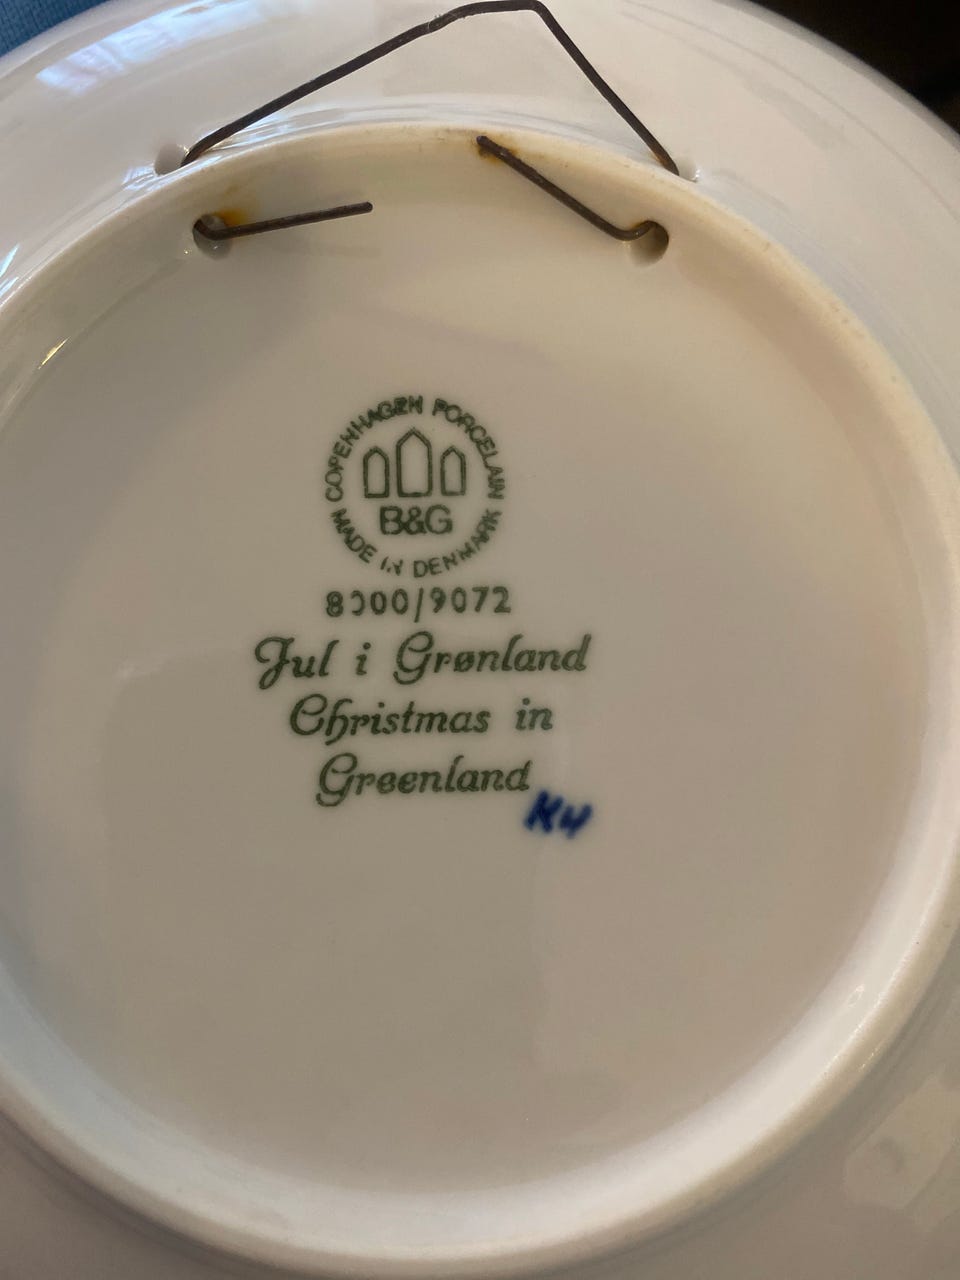 COPENHAGEN PORCELAIN
B&G
MADE IN DENMARK
8000/9072
Jul i Grønland
Christmas in
Greenland
KH